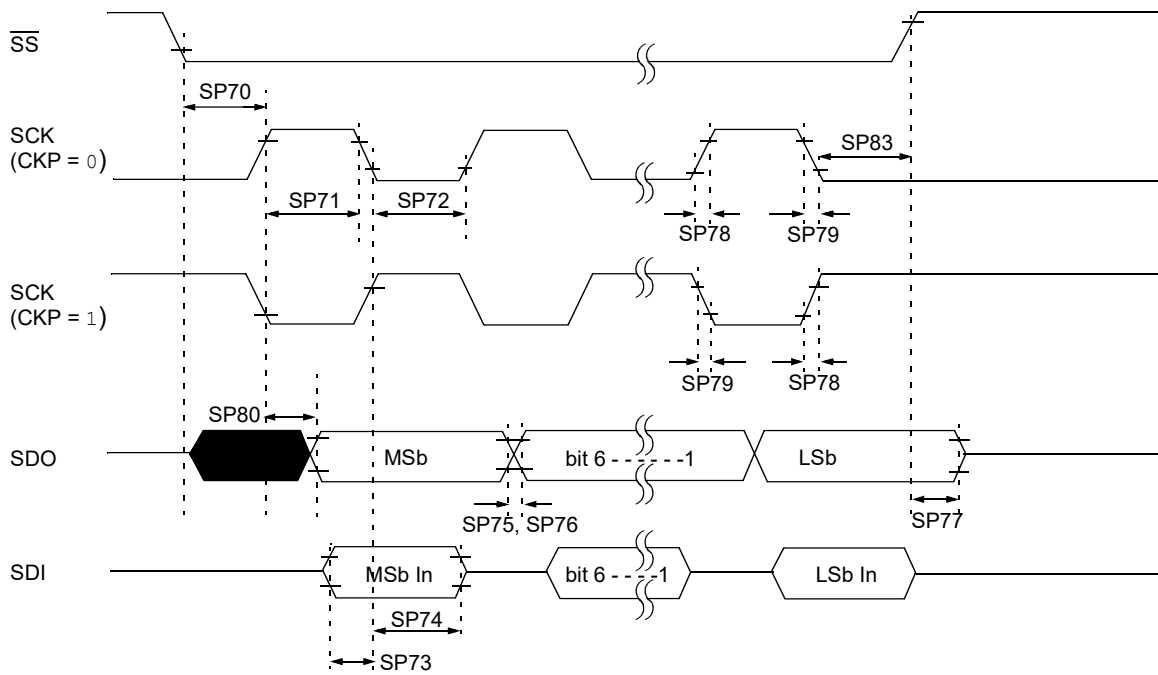 SS
SP70
SCK
(CKP = 0)
SP83
SP71
SP72
SP78
SP79
SCK
(CKP = 1)
SP79
SP78
SP80
SDO
MSb
bit 6 - - - - - -1
LSb
SP75, SP76
SP77
SDI
MSb In
bit 6 - - - - -1
LSb In
SP74
SP73